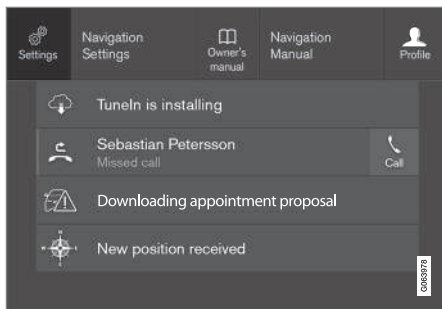 Settings
Navigation
Settings
Owner's
manual
Navigation
Manual
Profile
TuneIn is installing
Sebastian Petersson
Missed call
Call
Downloading appointment proposal
New position received
G063978